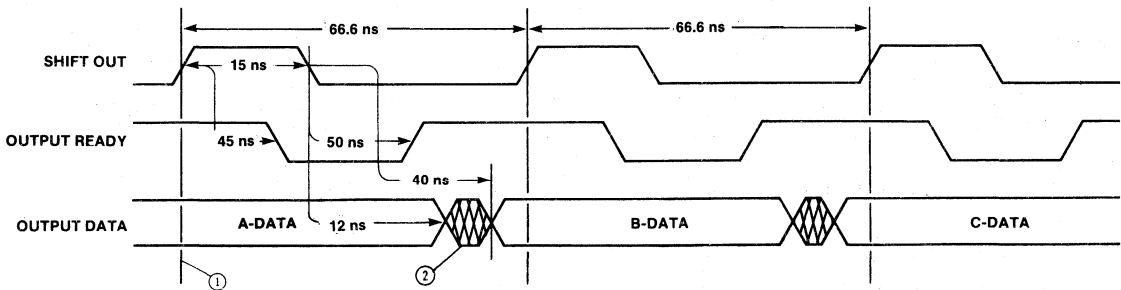 66.6 ns
66.6 ns
SHIFT OUT
15 ns
OUTPUT READY
45 ns
50 ns
40 ns
OUTPUT DATA
A-DATA
12 ns
B-DATA
C-DATA
1
2